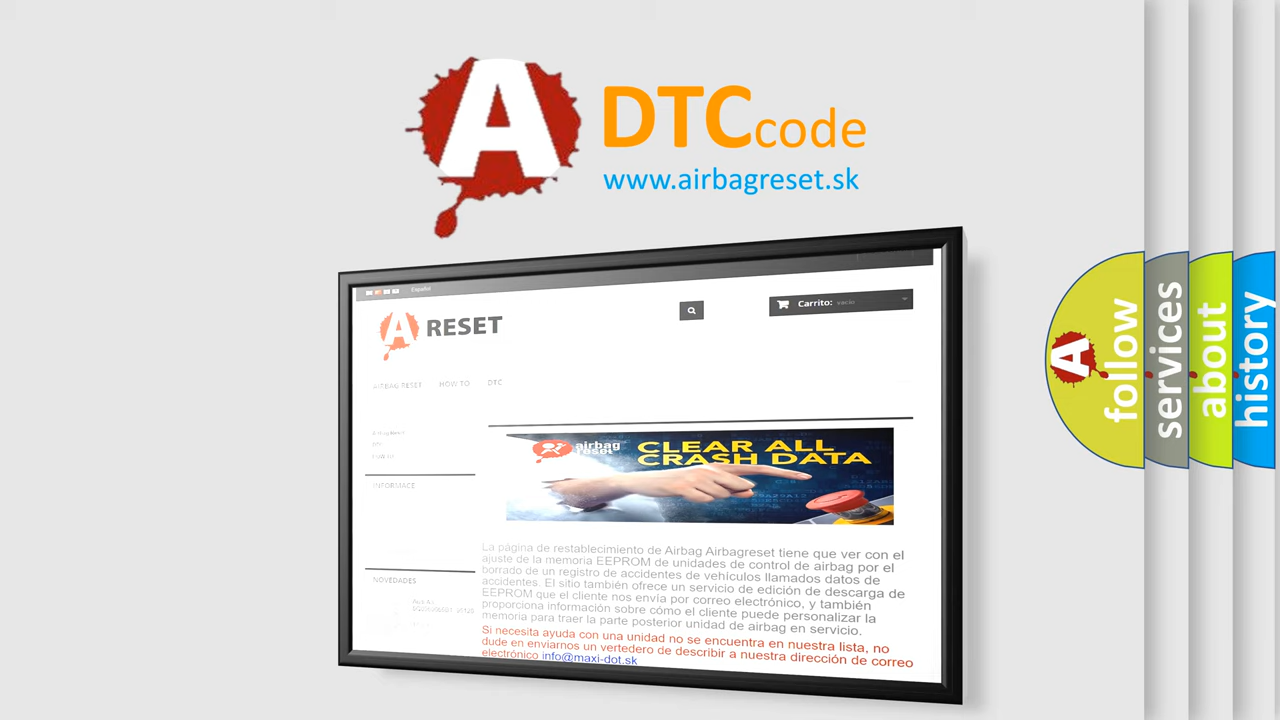 A
DTCcode
www.airbagreset.sk
Español
Carrito: vacío
A RESET
AIRBAG RESET HOW TO DTC
airbag
reset
CLEAR ALL
CRASH DATA
INFORMACE
La página de restablecimiento de Airbag Airbagreset tiene que ver con el
ajuste de la memoria EEPROM de unidades de control de airbag por el
borrado de un registro de accidentes de vehículos llamados datos de
accidentes. El sitio también ofrece un servicio de edición de descarga de
EEPROM que el cliente nos envía por correo electrónico, y también
proporciona información sobre cómo el cliente puede personalizar la
memoria para traer la parte posterior unidad de airbag en servicio.
Si necesita ayuda con una unidad no se encuentra en nuestra lista, no
dude en enviarnos un vertedero de describir a nuestra dirección de correo
electrónico info@maxi-dot.sk
NOVEDADES
A
follow
services
about
history